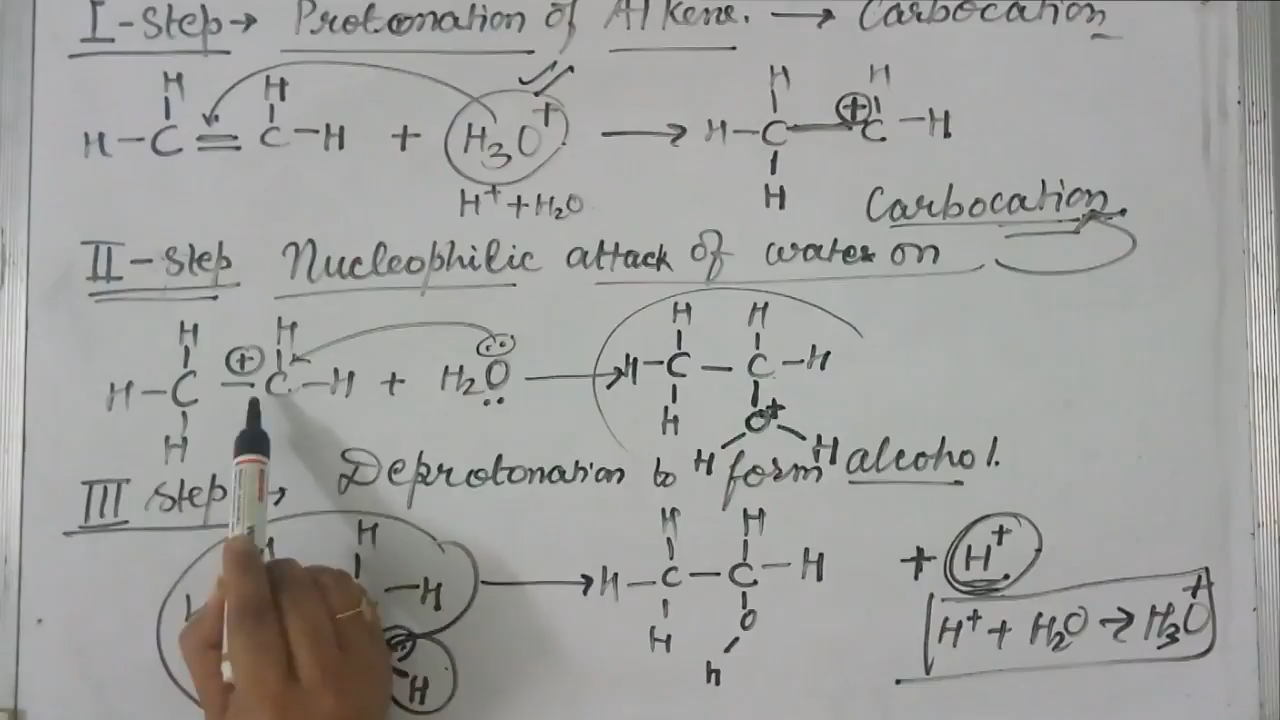 I-Step→ Protonation of Alkene. → Carbocation
H H H H
H-C=C-H + H3O+ → H-C-C⊕-H
H+ + H2O H
Carbocation
II-Step Nucleophilic attack of water on
H H H H
H-C-C⊕-H + H2O → H-C-C-H
H H O+
H H
III Step → Deprotonation to form alcohol.
H H H
-H → H-C-C-H + H+
H O
H H
H+ + H2O → H3O+